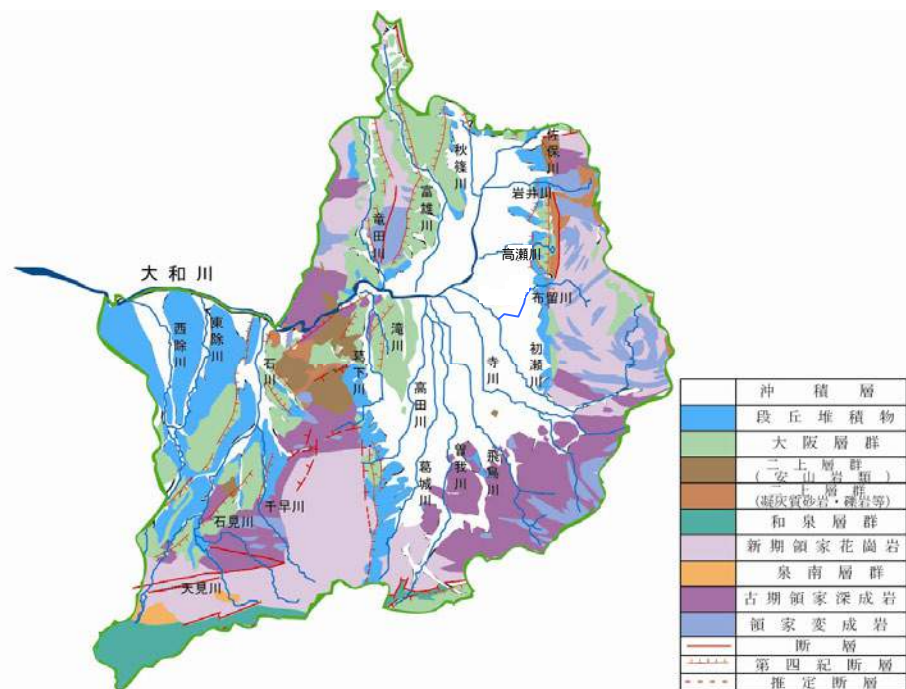 佐保川
秋篠川
岩井川
富雄川
竜田川
高瀬川
大和川
布留川
東除川
西除川
滝川
初瀬川
石川
葛下川
寺川
高田川
曽我川
飛鳥川
葛城川
千早川
石見川
天見川
沖積層
段丘堆積物
大阪層群
二上層群
(安山岩類)
二上層群
(凝灰質砂岩・礫岩等)
和泉層群
新期領家花崗岩
泉南層群
古期領家深成岩
領家変成岩
断層
第四紀断層
推定断層